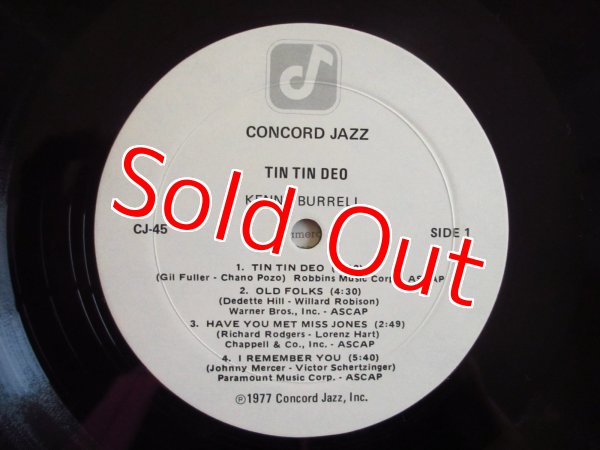 CONCORD JAZZ
TIN TIN DEO
BURRELL
Sold Out
CJ-45
SIDE 1
1. TIN TIN DEO
(Gil Fuller - Chano Pozo) Robbins Music Corp. - ASCAP
2. OLD FOLKS (4:30)
(Dedette Hill - Willard Robison)
Warner Bros., Inc. - ASCAP
3. HAVE YOU MET MISS JONES (2:49)
(Richard Rodgers - Lorenz Hart)
Chappell & Co., Inc. - ASCAP
4. I REMEMBER YOU (5:40)
(Johnny Mercer - Victor Schertzinger)
Paramount Music Corp. - ASCAP
℗1977 Concord Jazz, Inc.